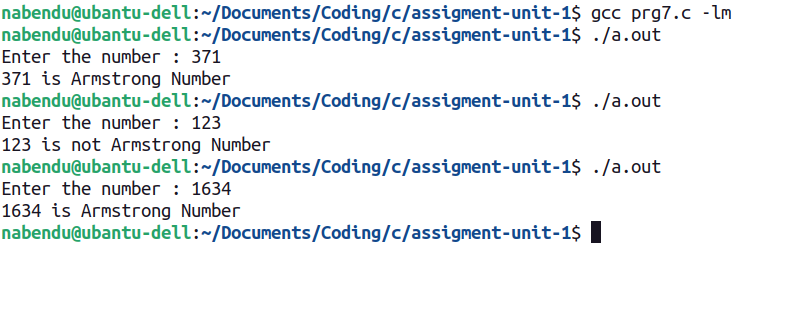 nabendu@ubantu-dell:~/Documents/Coding/c/assigment-unit-1$ gcc prg7.c -lm
nabendu@ubantu-dell:~/Documents/Coding/c/assigment-unit-1$ ./a.out
Enter the number : 371
371 is Armstrong Number
nabendu@ubantu-dell:~/Documents/Coding/c/assigment-unit-1$ ./a.out
Enter the number : 123
123 is not Armstrong Number
nabendu@ubantu-dell:~/Documents/Coding/c/assigment-unit-1$ ./a.out
Enter the number : 1634
1634 is Armstrong Number
nabendu@ubantu-dell:~/Documents/Coding/c/assigment-unit-1$